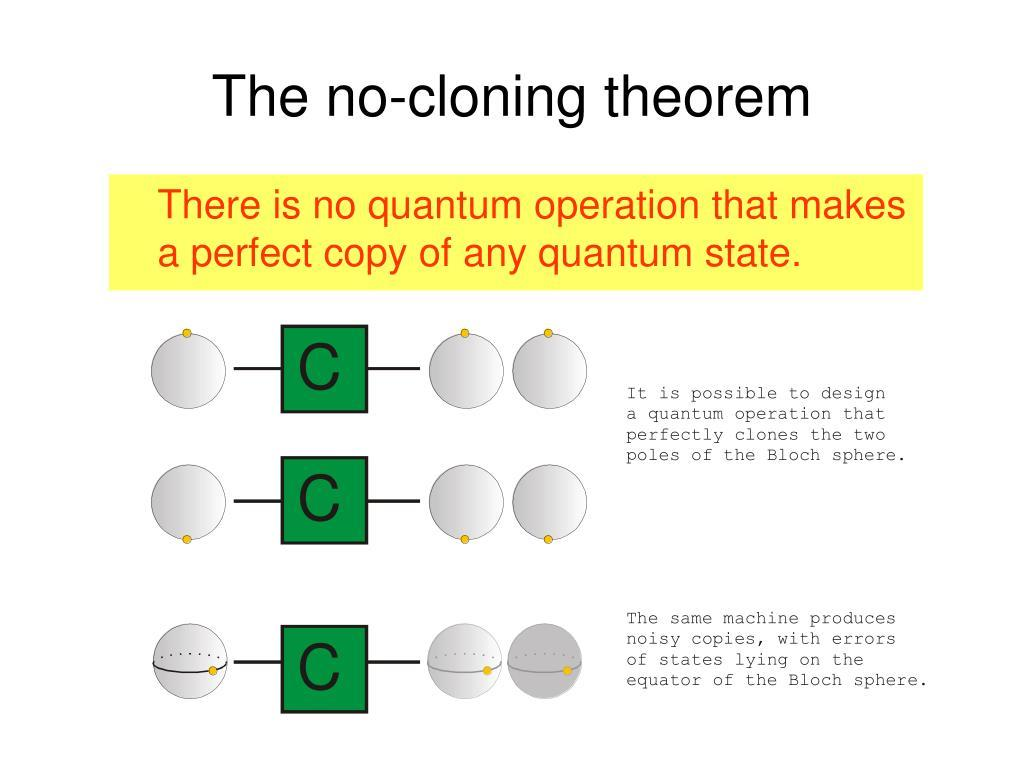 The no-cloning theorem
There is no quantum operation that makes
a perfect copy of any quantum state.
C
It is possible to design
a quantum operation that
perfectly clones the two
poles of the Bloch sphere.
C
C
The same machine produces
noisy copies, with errors
of states lying on the
equator of the Bloch sphere.